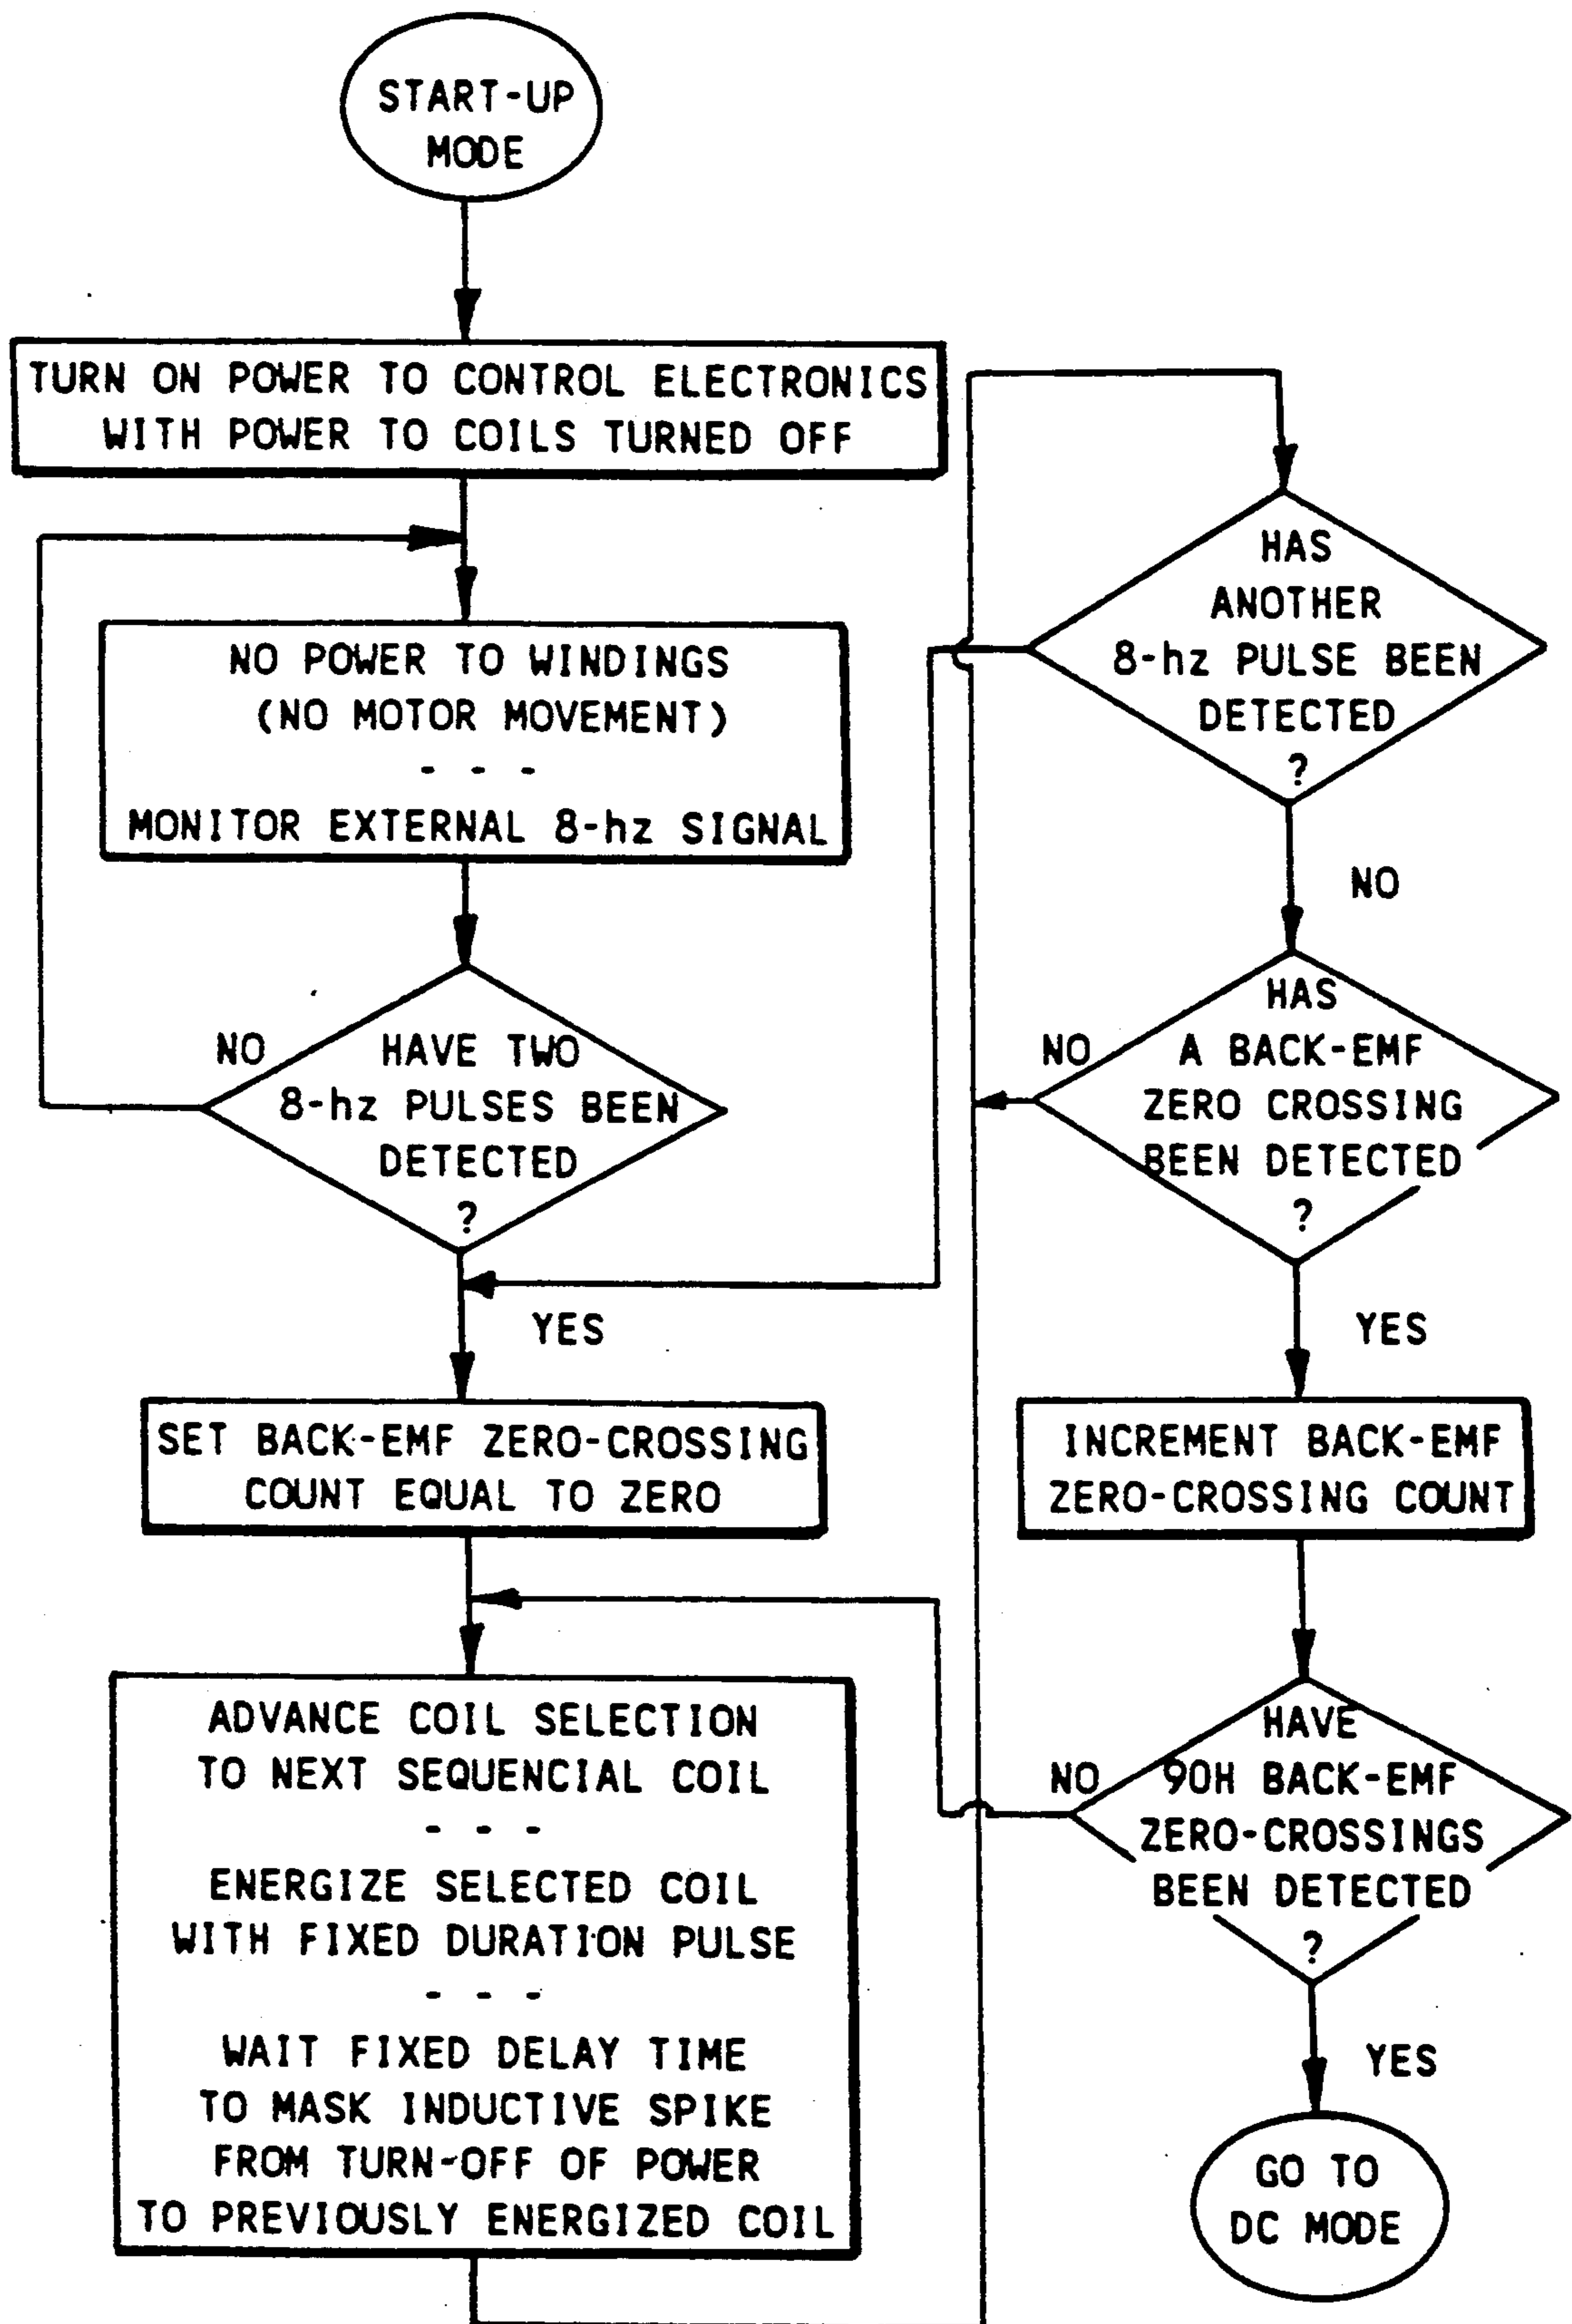 START-UP
MODE
TURN ON POWER TO CONTROL ELECTRONICS
WITH POWER TO COILS TURNED OFF
NO POWER TO WINDINGS
(NO MOTOR MOVEMENT)
- - -
MONITOR EXTERNAL 8-hz SIGNAL
NO
HAVE TWO
8-hz PULSES BEEN
DETECTED
?
YES
SET BACK-EMF ZERO-CROSSING
COUNT EQUAL TO ZERO
ADVANCE COIL SELECTION
TO NEXT SEQUENCIAL COIL
- - -
ENERGIZE SELECTED COIL
WITH FIXED DURATION PULSE
- - -
WAIT FIXED DELAY TIME
TO MASK INDUCTIVE SPIKE
FROM TURN-OFF OF POWER
TO PREVIOUSLY ENERGIZED COIL
HAS
ANOTHER
8-hz PULSE BEEN
DETECTED
?
NO
HAS
NO
A BACK-EMF
ZERO CROSSING
BEEN DETECTED
?
YES
INCREMENT BACK-EMF
ZERO-CROSSING COUNT
HAVE
NO
90H BACK-EMF
ZERO-CROSSINGS
BEEN DETECTED
?
YES
GO TO
DC MODE